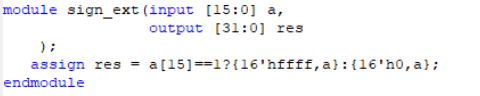 module sign_ext(input [15:0] a,
output [31:0] res
);
assign res = a[15]==1?{16'hffff,a}:{16'h0,a};
endmodule